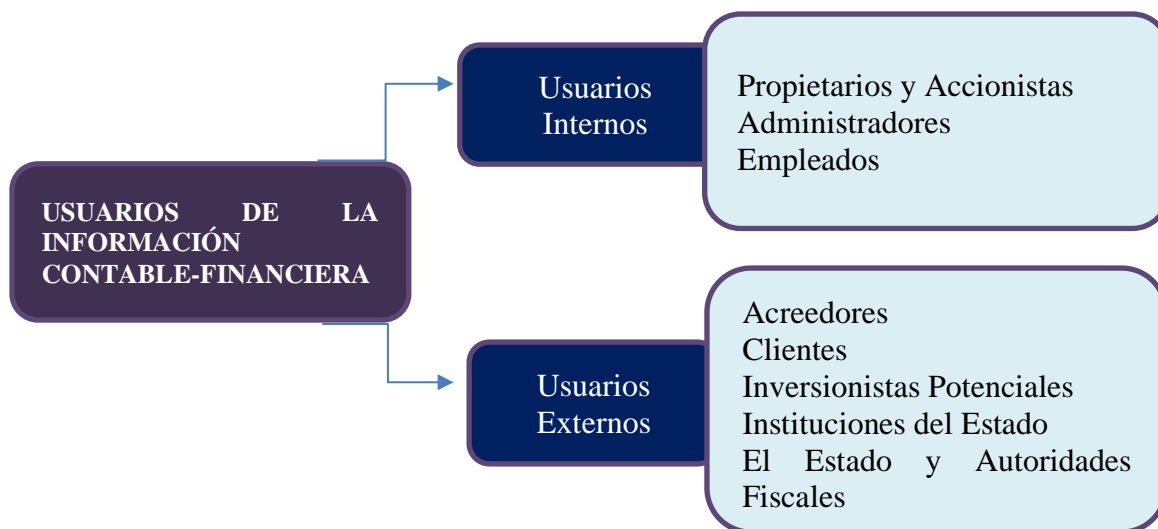 USUARIOS DE LA
INFORMACIÓN
CONTABLE-FINANCIERA
Usuarios
Internos
Propietarios y Accionistas
Administradores
Empleados
Usuarios
Externos
Acreedores
Clientes
Inversionistas Potenciales
Instituciones del Estado
El Estado y Autoridades
Fiscales